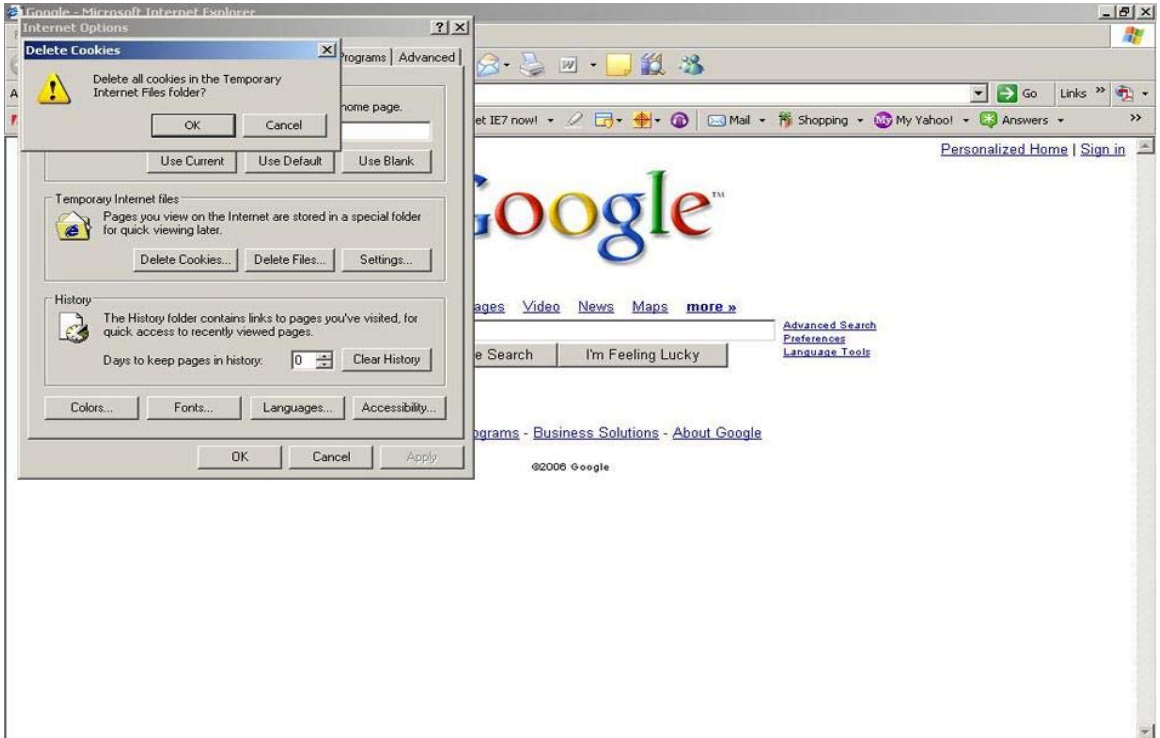 Google - Microsoft Internet Explorer
Internet Options
Delete Cookies
Programs Advanced
Delete all cookies in the Temporary
Internet Files folder?
OK Cancel
home page.
Go Links »
IE7 now! Mail Shopping My Yahoo! Answers »
Use Current Use Default Use Blank
Personalized Home | Sign in
Google™
Temporary Internet files
Pages you view on the Internet are stored in a special folder
for quick viewing later.
Delete Cookies... Delete Files... Settings...
History
The History folder contains links to pages you've visited, for
quick access to recently viewed pages.
Days to keep pages in history: 0 Clear History
Video News Maps more »
Advanced Search
Preferences
Language Tools
Search I'm Feeling Lucky
Colors... Fonts... Languages... Accessibility...
OK Cancel Apply
- Business Solutions - About Google
©2006 Google